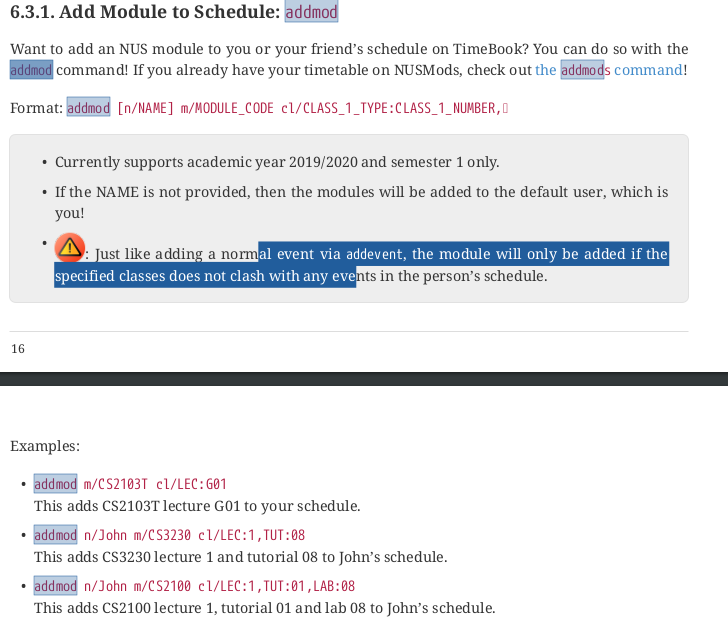 6.3.1. Add Module to Schedule: addmod
Want to add an NUS module to you or your friend's schedule on TimeBook? You can do so with the
addmod command! If you already have your timetable on NUSMods, check out the addmods command!
Format: addmod [n/NAME] m/MODULE_CODE cl/CLASS_1_TYPE:CLASS_1_NUMBER,
• Currently supports academic year 2019/2020 and semester 1 only.
• If the NAME is not provided, then the modules will be added to the default user, which is
you!
• : Just like adding a normal event via addevent, the module will only be added if the
specified classes does not clash with any events in the person's schedule.
16
Examples:
• addmod m/CS2103T cl/LEC:G01
This adds CS2103T lecture G01 to your schedule.
• addmod n/John m/CS3230 cl/LEC:1,TUT:08
This adds CS3230 lecture 1 and tutorial 08 to John's schedule.
• addmod n/John m/CS2100 cl/LEC:1,TUT:01,LAB:08
This adds CS2100 lecture 1, tutorial 01 and lab 08 to John's schedule.